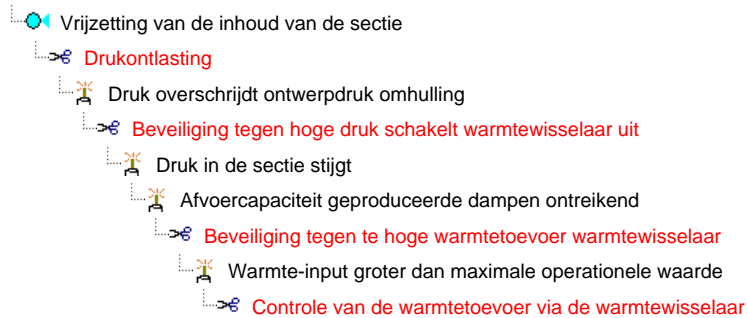 Vrijzetting van de inhoud van de sectie
Drukontlasting
Druk overschrijdt ontwerpdruk omhulling
Beveiliging tegen hoge druk schakelt warmtewisselaar uit
Druk in de sectie stijgt
Afvoercapaciteit geproduceerde dampen ontreikend
Beveiliging tegen te hoge warmtetoevoer warmtewisselaar
Warmte-input groter dan maximale operationele waarde
Controle van de warmtetoevoer via de warmtewisselaar